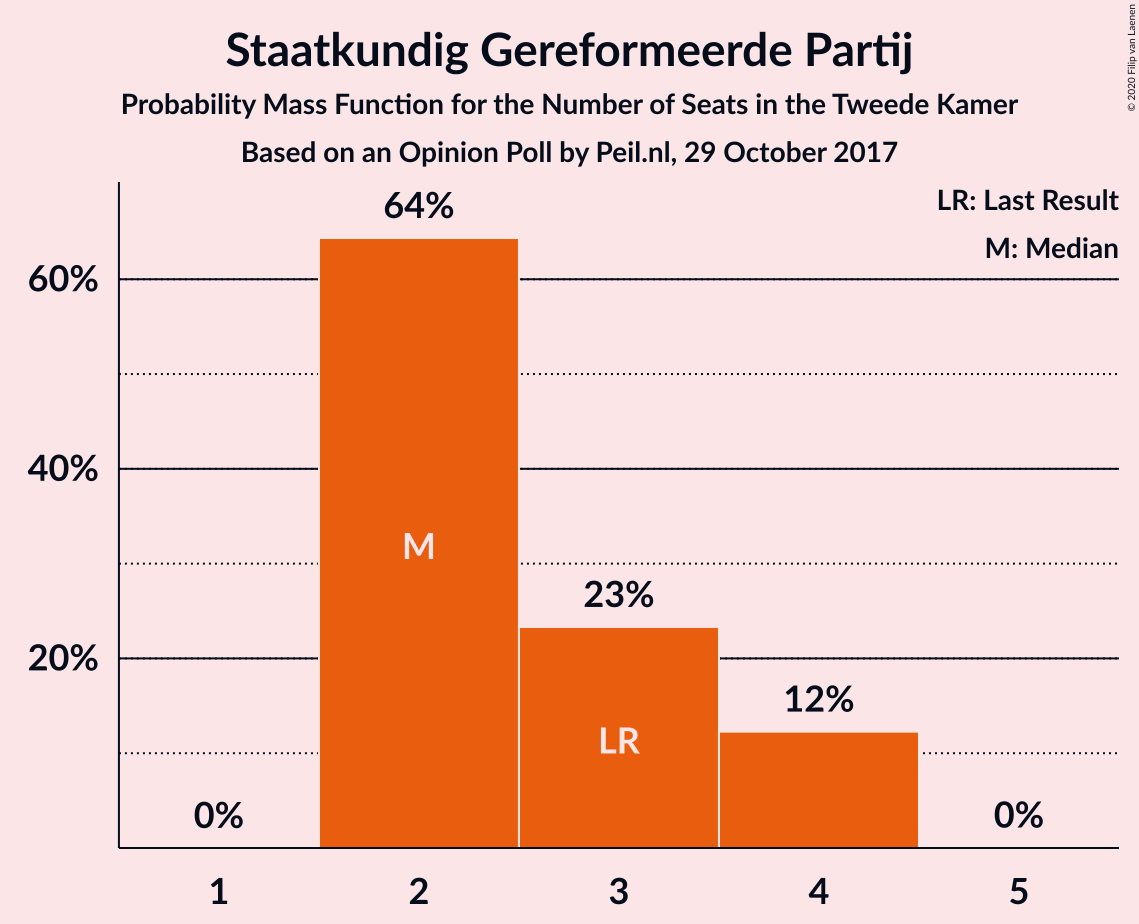 Staatkundig Gereformeerde Partij
Probability Mass Function for the Number of Seats in the Tweede Kamer
Based on an Opinion Poll by Peil.nl, 29 October 2017
© 2020 Filip van Laenen
LR: Last Result
M: Median
64%
60%
40%
M
23%
20%
12%
LR
0%
0%
1 2 3 4 5